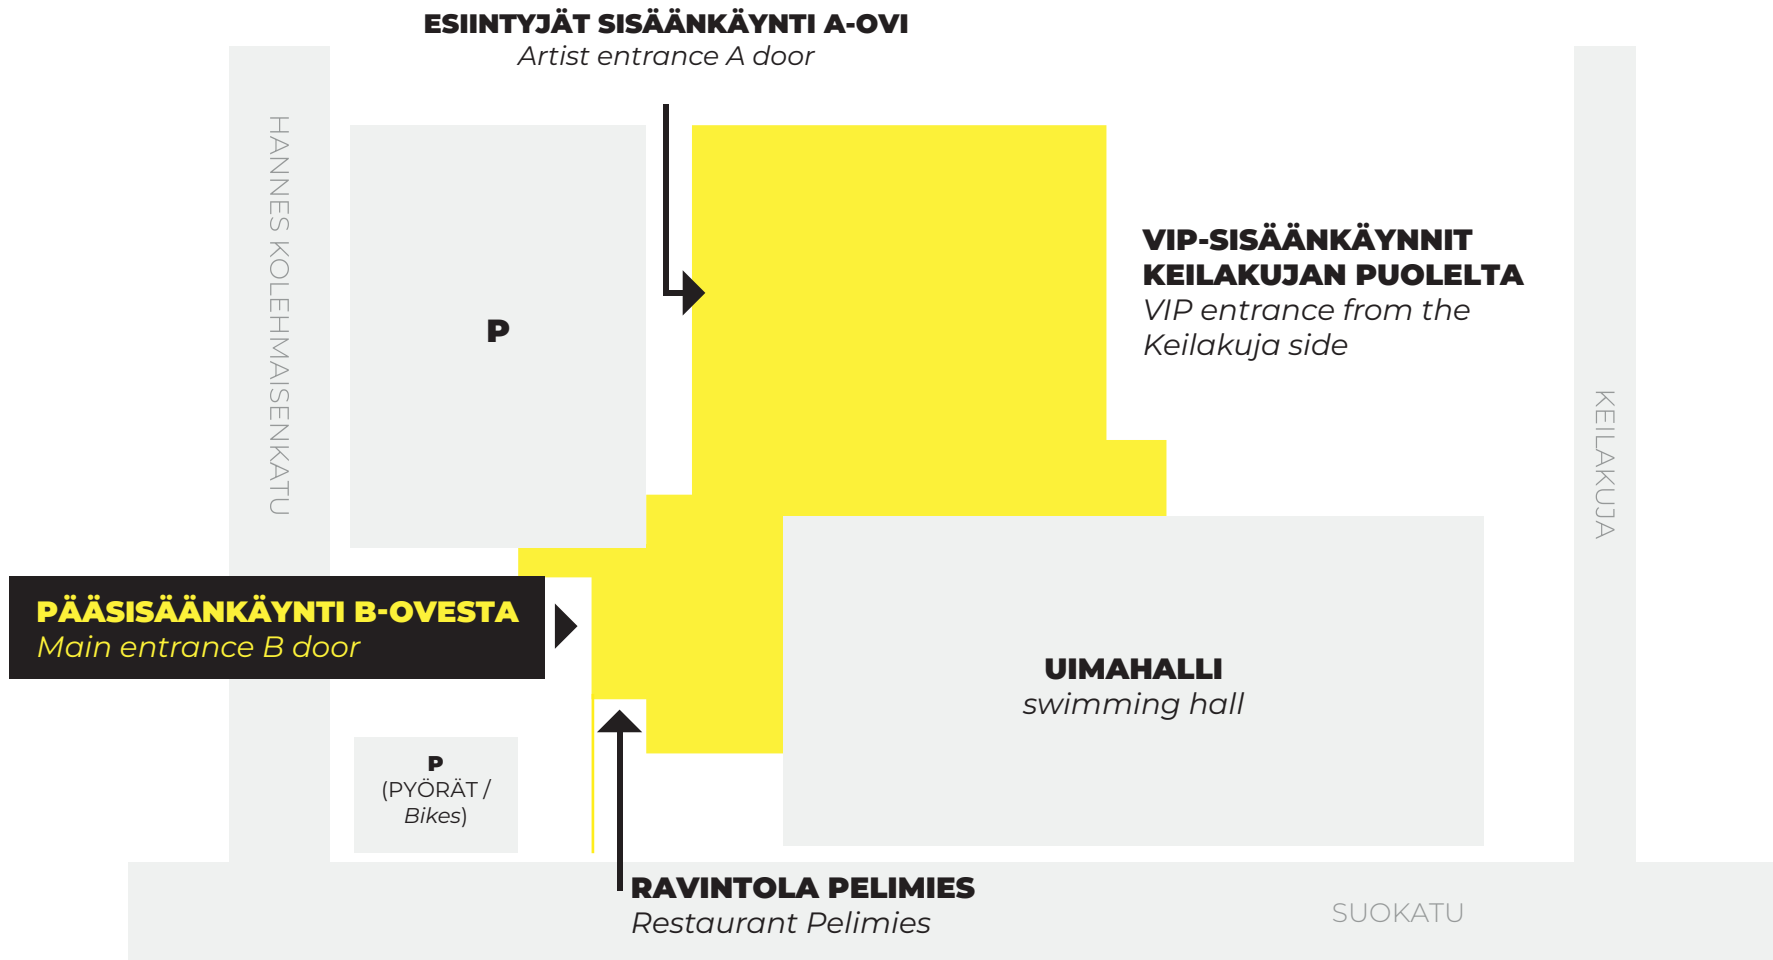 ESIINTYJÄT SISÄÄNKÄYNTI A-OVI
Artist entrance A door
HANNES KOLEHMAISENKATU
P
VIP-SISÄÄNKÄYNNIT
KEILAKUJAN PUOLELTA
VIP entrance from the
Keilakuja side
KEILAKUJA
PÄÄSISÄÄNKÄYNTI B-OVESTA
Main entrance B door
UIMAHALLI
swimming hall
P
(PYÖRÄT /
Bikes)
RAVINTOLA PELIMIES
Restaurant Pelimies
SUOKATU